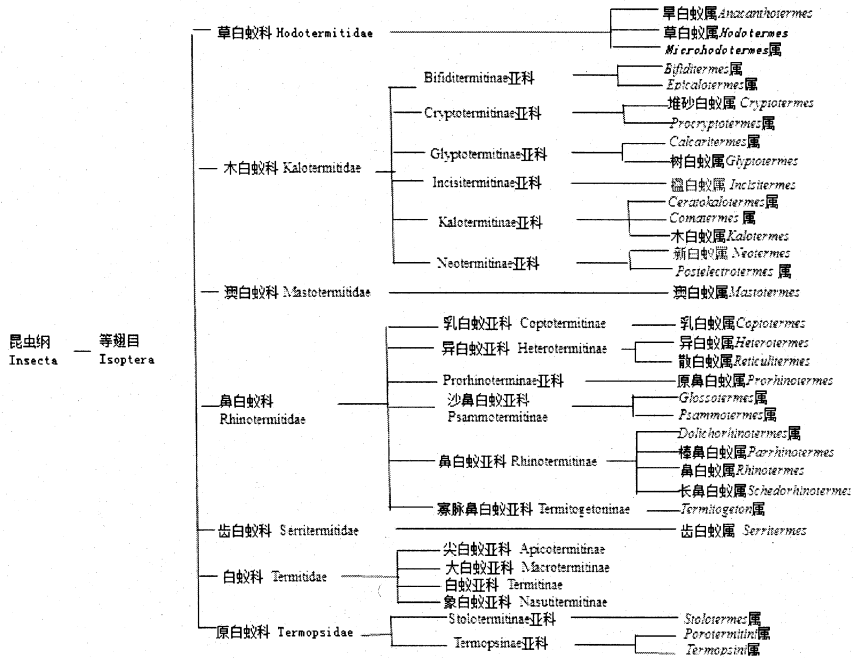 昆虫纲
Insecta
等翅目
Isoptera
草白蚁科 Hodotermitidae
旱白蚁属Anacanthotermes
草白蚁属Hodotermes
Microhodotermes属
木白蚁科 Kalotermitidae
Bifiditermitinae亚科
Bifiditermes属
Epicalotermes属
Cryptotermitinae亚科
堆砂白蚁属 Cryptotermes
Procryptotermes属
Glyptotermitinae亚科
Calcaritermes属
树白蚁属Glyptotermes
Incisitermitinae亚科
楹白蚁属 Incisitermes
Kalotermitinae亚科
Ceratokalotermes属
Comatermes 属
木白蚁属Kalotermes
Neotermitinae亚科
新白蚁属 Neotermes
Postelectrotermes 属
澳白蚁科 Mastotermitidae
澳白蚁属Mastotermes
鼻白蚁科
Rhinotermitidae
乳白蚁亚科 Coptotermitinae
乳白蚁属Coptotermes
异白蚁亚科 Heterotermitinae
异白蚁属Heterotermes
散白蚁属Reticulitermes
Prorhinoterminae亚科
原鼻白蚁属Prorhinotermes
沙鼻白蚁亚科
Psammotermitinae
Glossotermes属
Psammotermes属
鼻白蚁亚科 Rhinotermitinae
Dolichorhinotermes属
棒鼻白蚁属Parrhinotermes
鼻白蚁属Rhinotermes
长鼻白蚁属Schedorhinotermes
寡脉鼻白蚁亚科 Termitogetoninae
Termitogeton属
齿白蚁科 Serritermitidae
齿白蚁属 Serritermes
白蚁科 Termitidae
尖白蚁亚科 Apicotermitinae
大白蚁亚科 Macrotermitinae
白蚁亚科 Termitinae
象白蚁亚科 Nasutitermitinae
原白蚁科 Termopsidae
Stolotermitinae亚科
Stolotermes属
Termopsinae亚科
Porotermitini属
Termopsini属